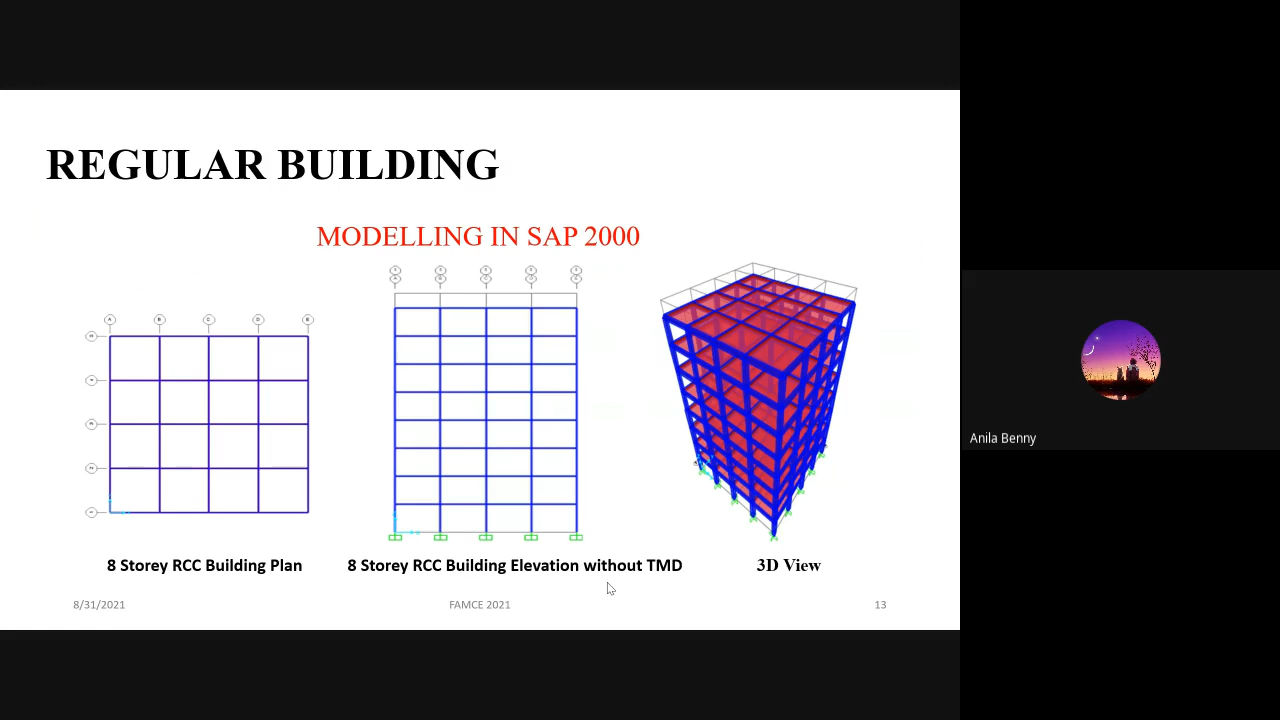 REGULAR BUILDING
MODELLING IN SAP 2000
A B C D E
8 Storey RCC Building Plan
8 Storey RCC Building Elevation without TMD
3D View
8/31/2021
FAMCE 2021
13
Anila Benny